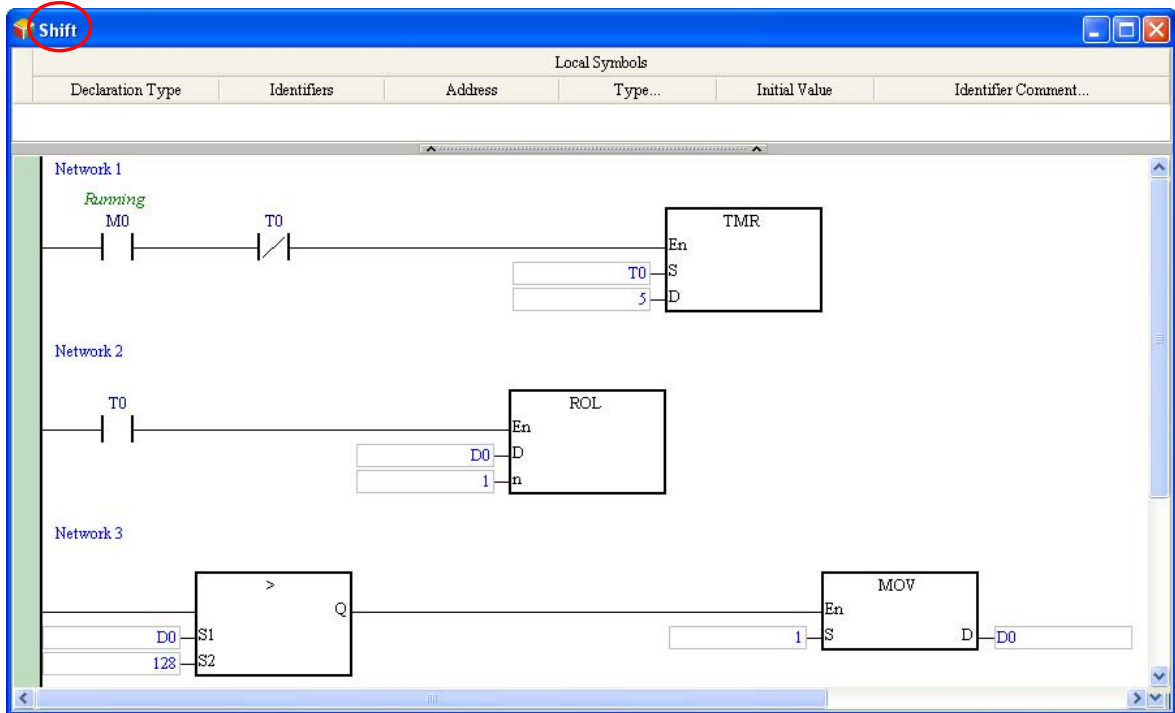 Shift
Local Symbols
Declaration Type Identifiers Address Type... Initial Value Identifier Comment...
Network 1
Running
M0 T0 TMR
En
T0 S
5 D
Network 2
T0 ROL
En
D0 D
1 n
Network 3
> MOV
Q En
D0 S1 1 S D D0
128 S2